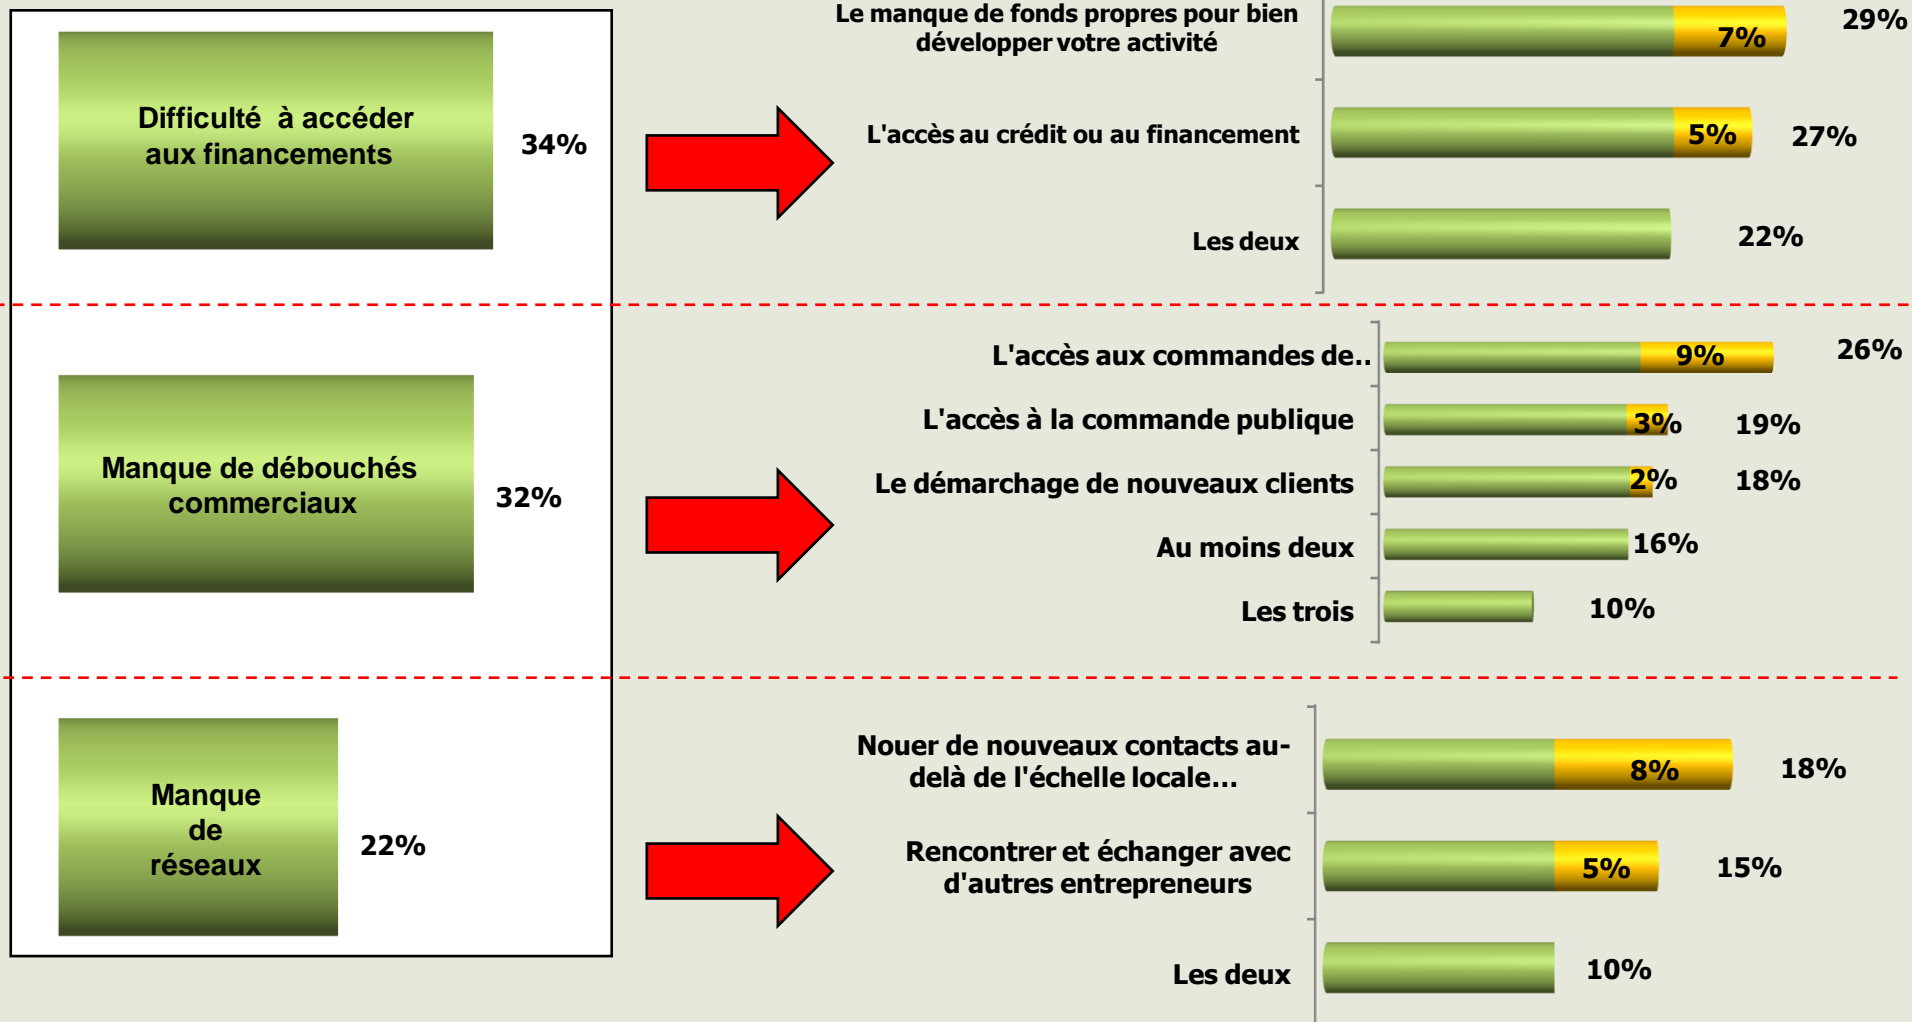 Difficulté à accéder
aux financements
34%
Le manque de fonds propres pour bien
développer votre activité
7%
29%
L'accès au crédit ou au financement
5%
27%
Les deux
22%
Manque de débouchés
commerciaux
32%
L'accès aux commandes de..
9%
26%
L'accès à la commande publique
3%
19%
Le démarchage de nouveaux clients
2%
18%
Au moins deux
16%
Les trois
10%
Manque
de
réseaux
22%
Nouer de nouveaux contacts au-
delà de l'échelle locale...
8%
18%
Rencontrer et échanger avec
d'autres entrepreneurs
5%
15%
Les deux
10%